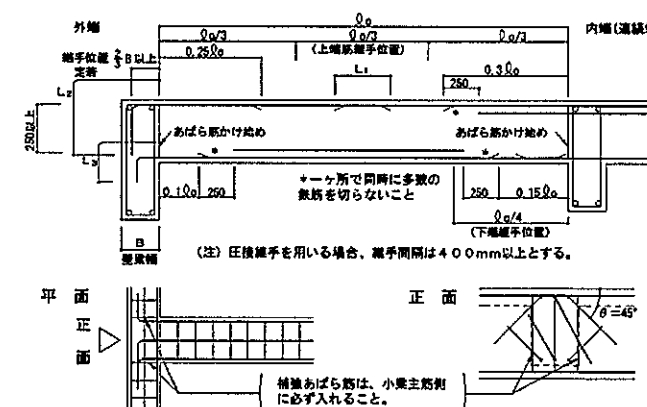 ℓo
外端
ℓo/3
ℓo/3
ℓo/3
内端(連続
(上端筋継手位置)
継手位置 2/3 B以上
定着
0.25ℓo
L₁
0.3ℓo
250
L₂
250以上
L₃
あばら筋かけ始め
あばら筋かけ始め
*
*
*
0.1ℓo
250
*一ヶ所で同時に多数の
鉄筋を切らないこと
250
0.15ℓo
ℓo/4
(下端継手位置)
B
壁梁幅
(注) 圧接継手を用いる場合、継手間隔は400mm以上とする。
平面
正面
正面
θ=45°
補強あばら筋は、小梁主筋側
に必ず入れること。